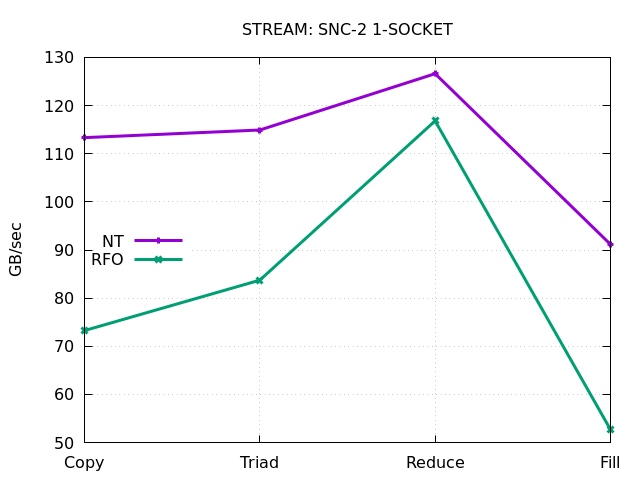 STREAM: SNC-2 1-SOCKET
130
120
110
100
90
80
70
60
50
GB/sec
NT
RFO
Copy Triad Reduce Fill